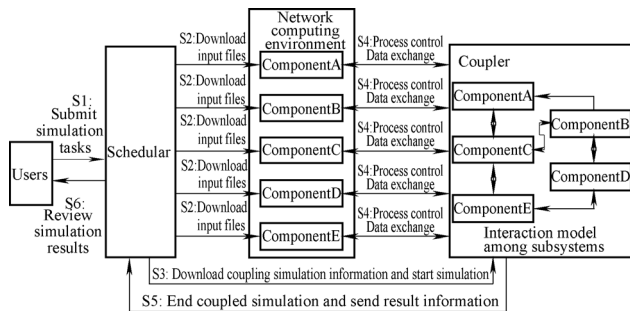 S1:
Submit
simulation
tasks
Users
S6:
Review
simulation
results
Schedular
S2:Download
input files
S2:Download
input files
S2:Download
input files
S2:Download
input files
S2:Download
input files
Network
computing
environment
ComponentA
ComponentB
ComponentC
ComponentD
ComponentE
S4:Process control
Data exchange
S4:Process control
Data exchange
S4:Process control
Data exchange
S4:Process control
Data exchange
S4:Process control
Data exchange
Coupler
ComponentA
ComponentB
ComponentC
ComponentD
ComponentE
Interaction model
among subsystems
S3: Download coupling simulation information and start simulation
S5: End coupled simulation and send result information